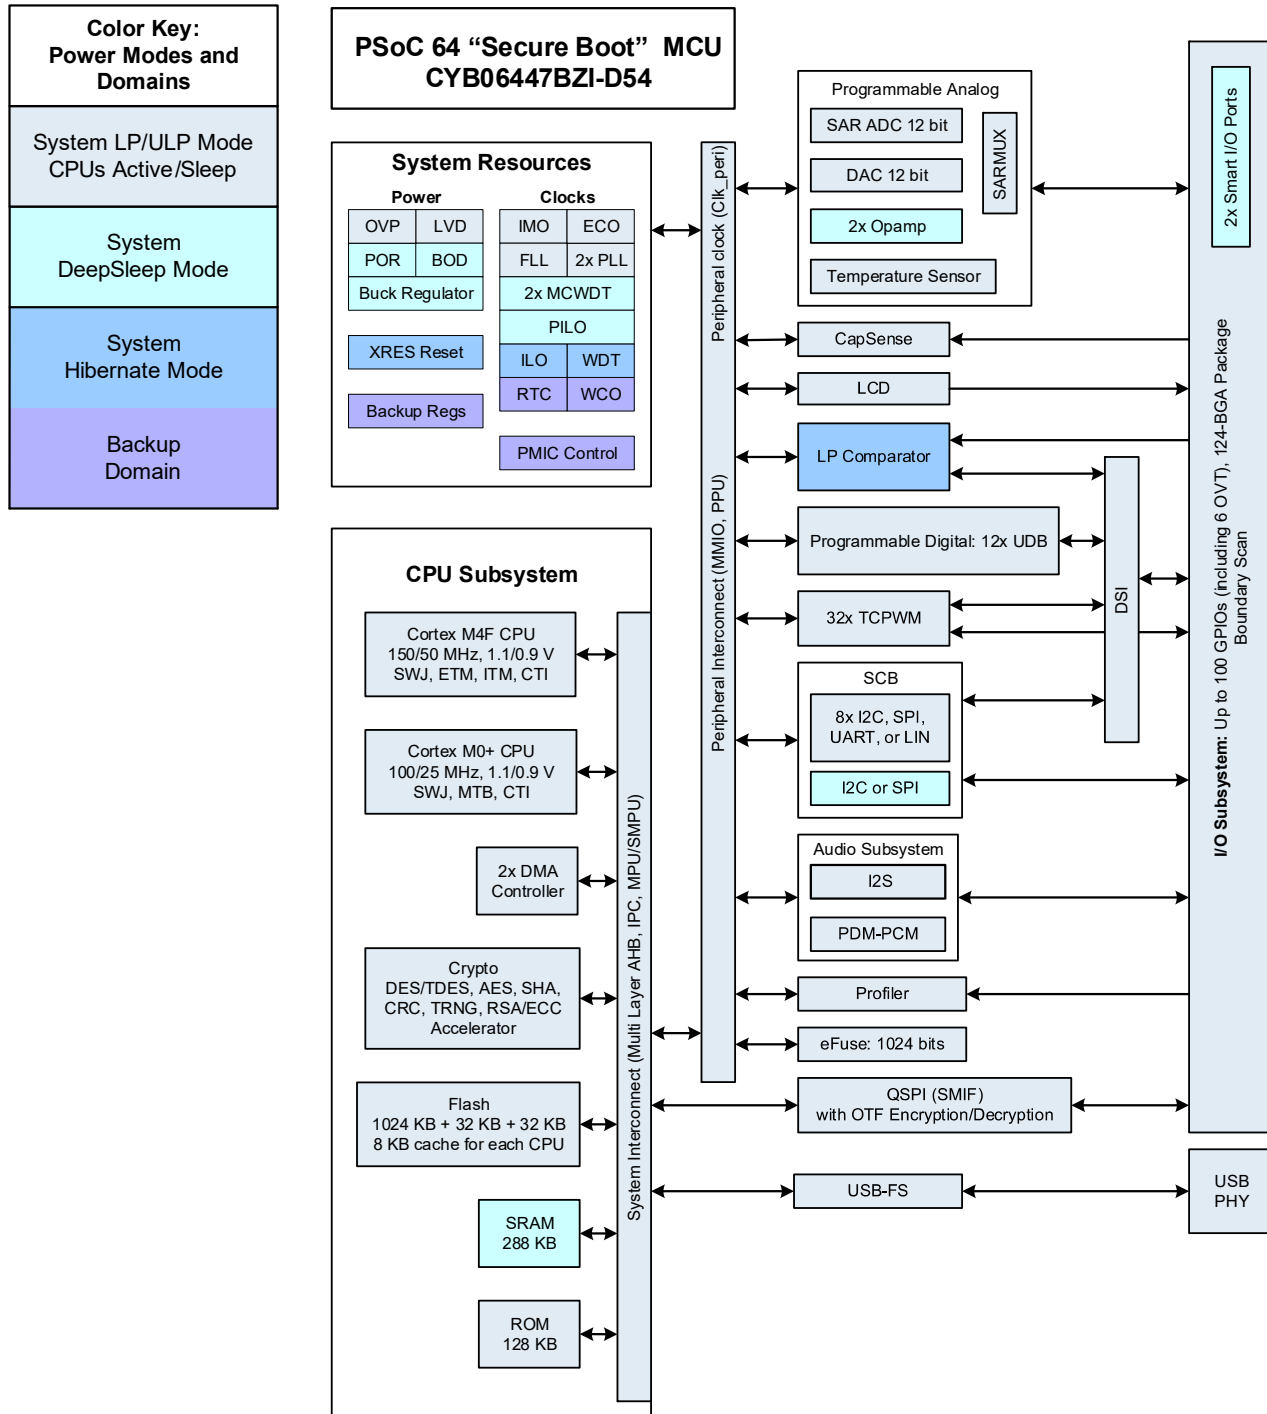 Color Key:
Power Modes and
Domains
System LP/ULP Mode
CPUs Active/Sleep
System
DeepSleep Mode
System
Hibernate Mode
Backup
Domain
PSoC 64 “Secure Boot” MCU
CYB06447BZI-D54
System Resources
Power
OVP LVD
POR BOD
Buck Regulator
XRES Reset
Backup Regs
Clocks
IMO ECO
FLL 2x PLL
2x MCWDT
PILO
ILO WDT
RTC WCO
PMIC Control
CPU Subsystem
Cortex M4F CPU
150/50 MHz, 1.1/0.9 V
SWJ, ETM, ITM, CTI
Cortex M0+ CPU
100/25 MHz, 1.1/0.9 V
SWJ, MTB, CTI
2x DMA
Controller
Crypto
DES/TDES, AES, SHA,
CRC, TRNG, RSA/ECC
Accelerator
Flash
1024 KB + 32 KB + 32 KB
8 KB cache for each CPU
SRAM
288 KB
ROM
128 KB
System Interconnect (Multi Layer AHB, IPC, MPU/SMPU)
Peripheral clock (Clk_peri)
Peripheral Interconnect (MMIO, PPU)
Programmable Analog
SAR ADC 12 bit
DAC 12 bit
2x Opamp
Temperature Sensor
SARMUX
CapSense
LCD
LP Comparator
Programmable Digital: 12x UDB
32x TCPWM
SCB
8x I2C, SPI,
UART, or LIN
I2C or SPI
DSI
Audio Subsystem
I2S
PDM-PCM
Profiler
eFuse: 1024 bits
QSPI (SMIF)
with OTF Encryption/Decryption
USB-FS
2x Smart I/O Ports
I/O Subsystem: Up to 100 GPIOs (including 6 OVT), 124-BGA Package
Boundary Scan
USB
PHY